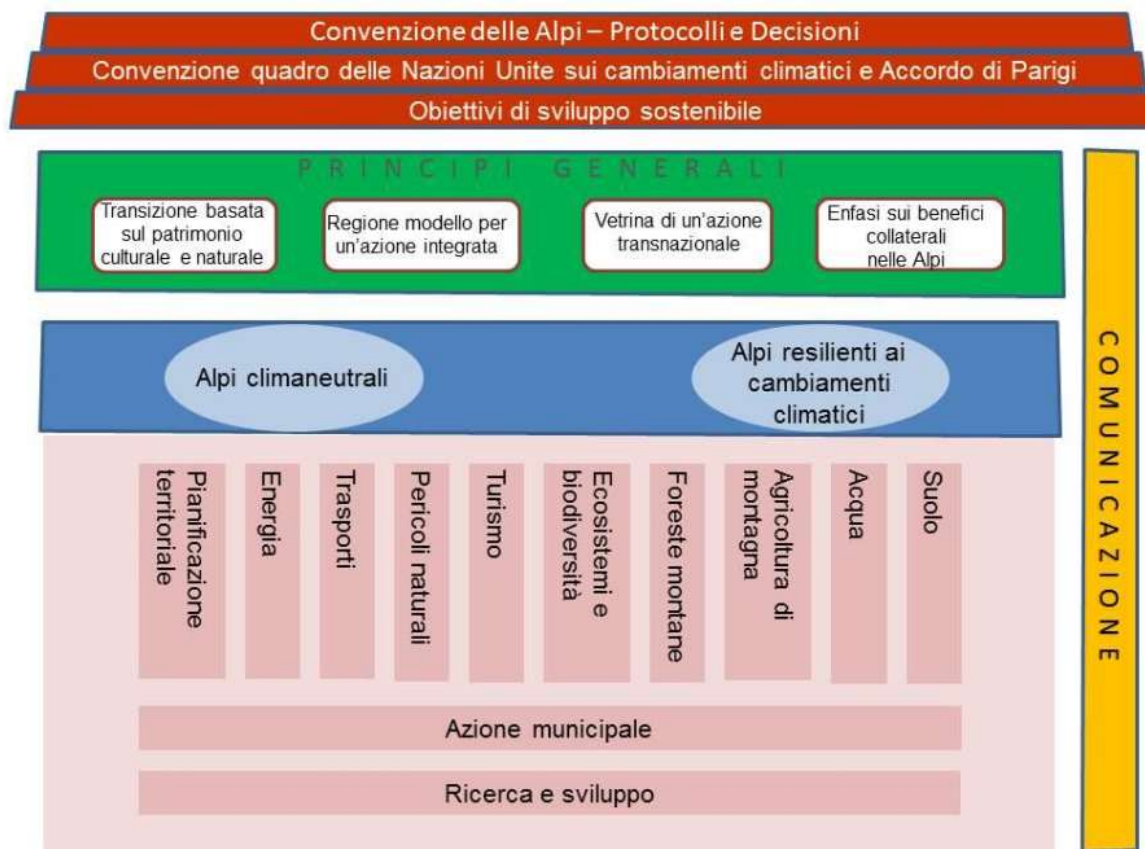 Convenzione delle Alpi – Protocolli e Decisioni
Convenzione quadro delle Nazioni Unite sui cambiamenti climatici e Accordo di Parigi
Obiettivi di sviluppo sostenibile
PRINCIPI GENERALI
Transizione basata
sul patrimonio
culturale e naturale
Regione modello per
un'azione integrata
Vetrina di un'azione
transnazionale
Enfasi sui benefici
collaterali
nelle Alpi
Alpi climaneutrali
Alpi resilienti ai
cambiamenti
climatici
Pianificazione
territoriale
Energia
Trasporti
Pericoli naturali
Turismo
Ecosistemi e
biodiversità
Foreste montane
Agricoltura di
montagna
Acqua
Suolo
Azione municipale
Ricerca e sviluppo
COMUNICAZIONE